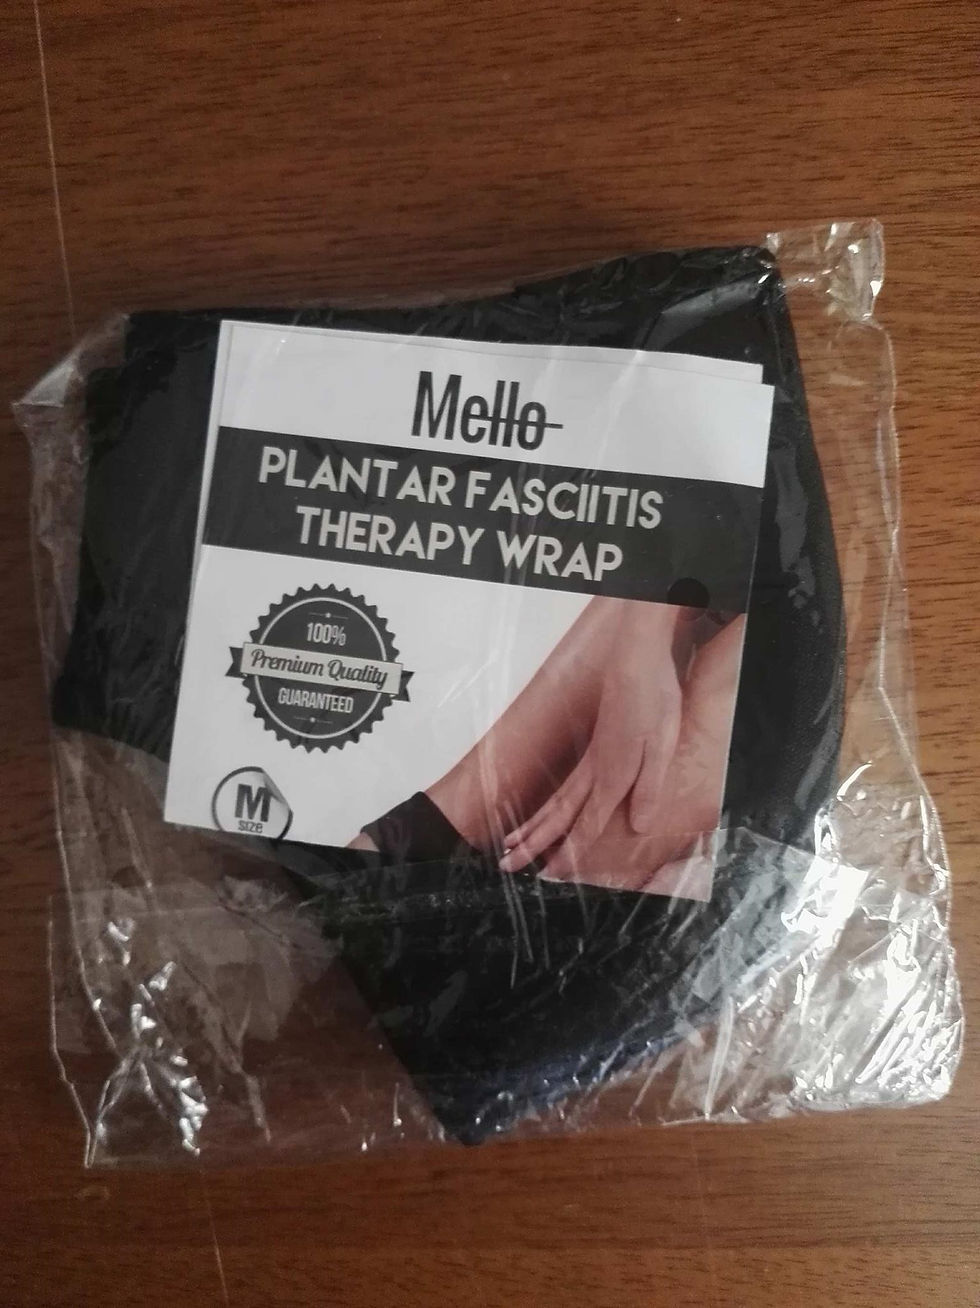 Mello
PLANTAR FASCIITIS
THERAPY WRAP
100%
Premium Quality
GUARANTEED
M
size